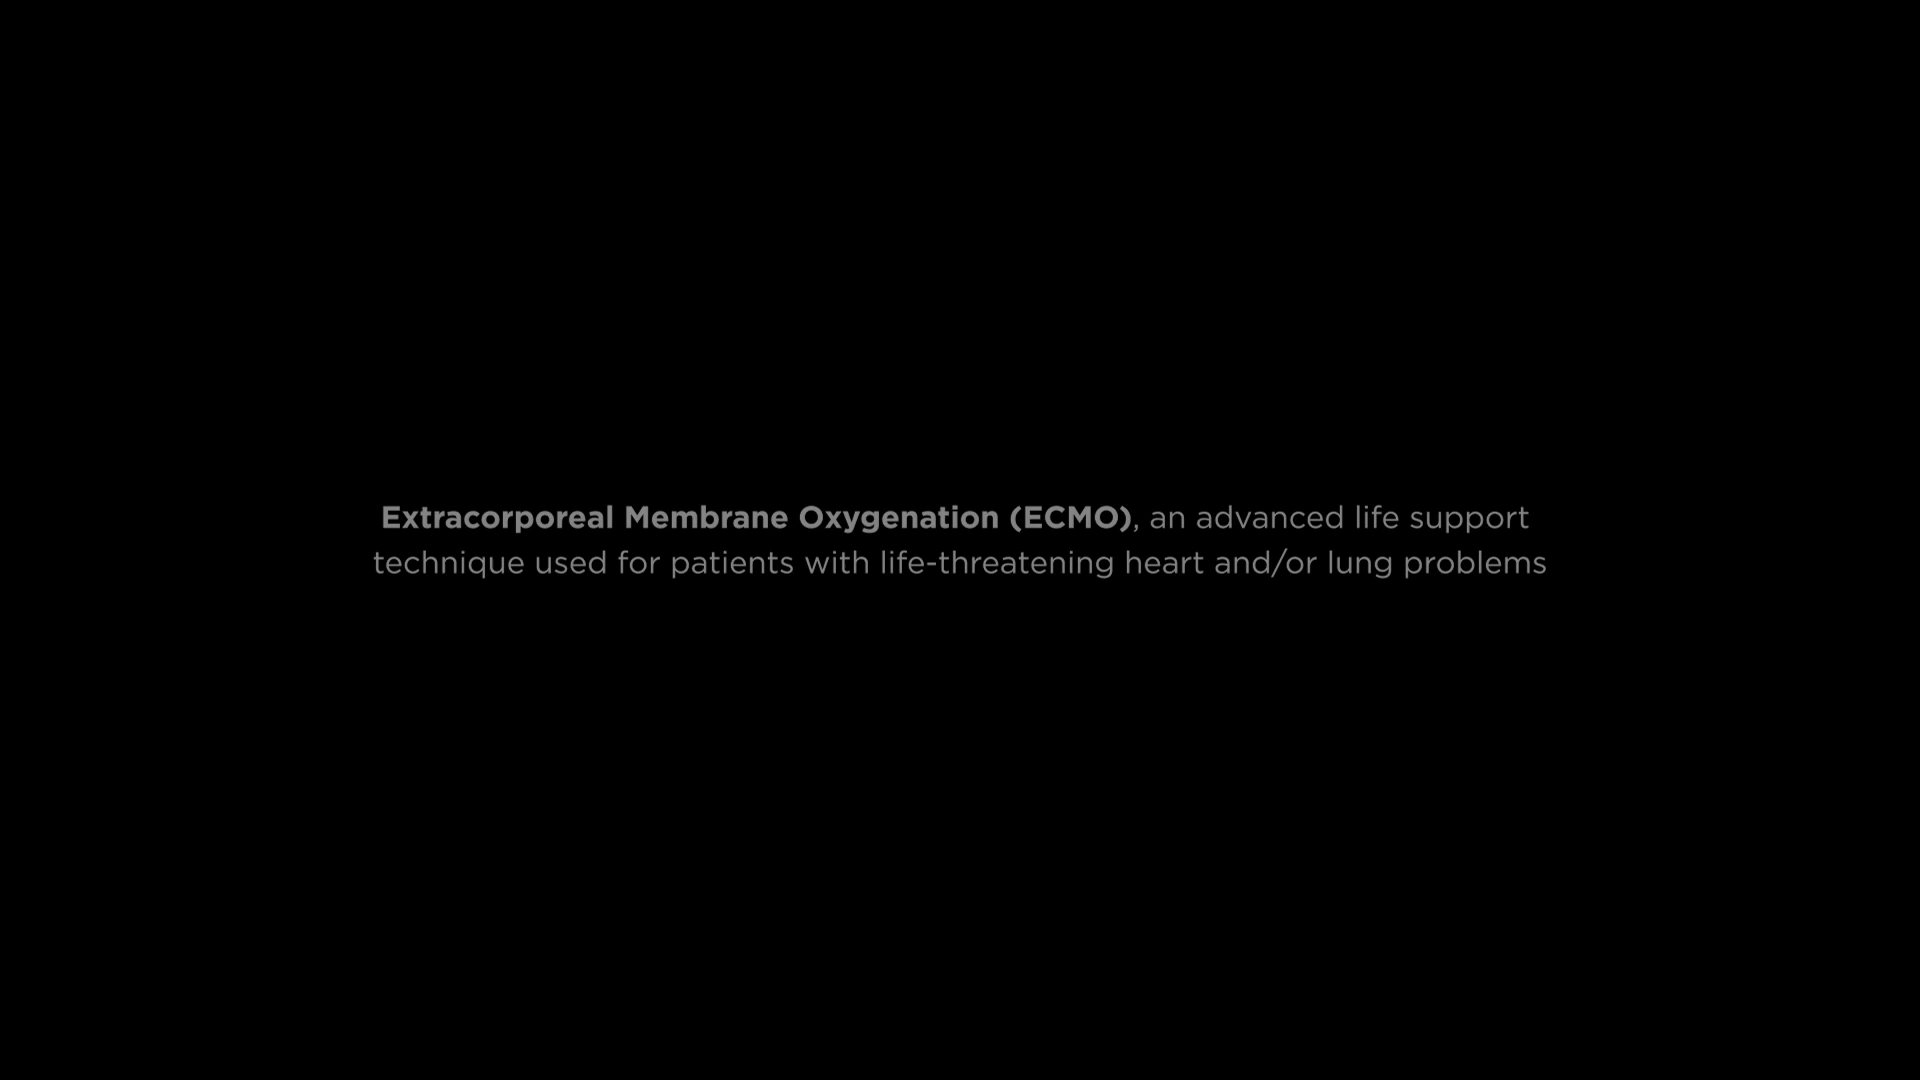 Extracorporeal Membrane Oxygenation (ECMO), an advanced life support
technique used for patients with life-threatening heart and/or lung problems